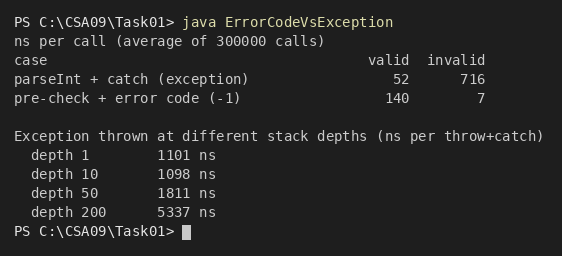 PS C:\CSA09\Task01> java ErrorCodeVsException
ns per call (average of 300000 calls)
case                                      valid  invalid
parseInt + catch (exception)                 52      716
pre-check + error code (-1)                 140        7
Exception thrown at different stack depths (ns per throw+catch)
  depth 1        1101 ns
  depth 10       1098 ns
  depth 50       1811 ns
  depth 200      5337 ns
PS C:\CSA09\Task01>